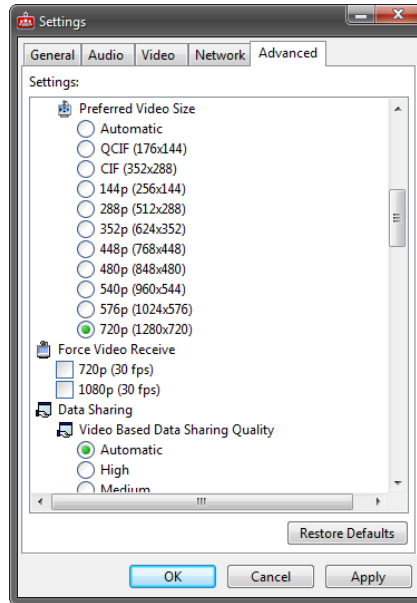 Settings
General Audio Video Network Advanced
Settings:
Preferred Video Size
Automatic
QCIF (176x144)
CIF (352x288)
144p (256x144)
288p (512x288)
352p (624x352)
448p (768x448)
480p (848x480)
540p (960x544)
576p (1024x576)
720p (1280x720)
Force Video Receive
720p (30 fps)
1080p (30 fps)
Data Sharing
Video Based Data Sharing Quality
Automatic
High
Medium
Restore Defaults
OK Cancel Apply